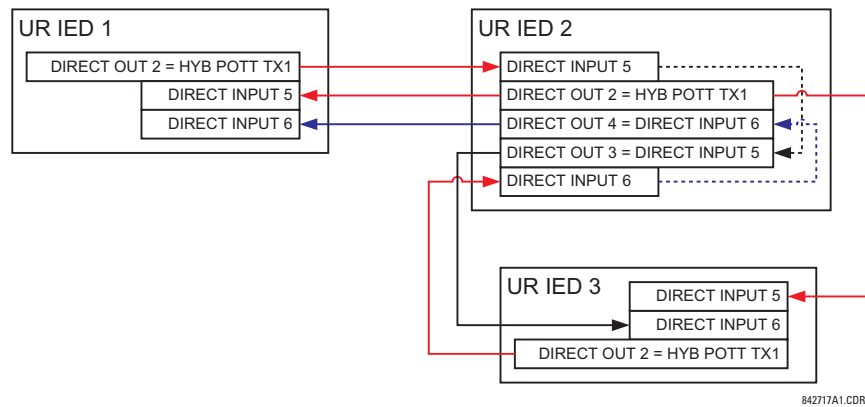 UR IED 1
DIRECT OUT 2 = HYB POTT TX1
DIRECT INPUT 5
DIRECT INPUT 6
UR IED 2
DIRECT INPUT 5
DIRECT OUT 2 = HYB POTT TX1
DIRECT OUT 4 = DIRECT INPUT 6
DIRECT OUT 3 = DIRECT INPUT 5
DIRECT INPUT 6
UR IED 3
DIRECT INPUT 5
DIRECT INPUT 6
DIRECT OUT 2 = HYB POTT TX1
842717A1.CDR